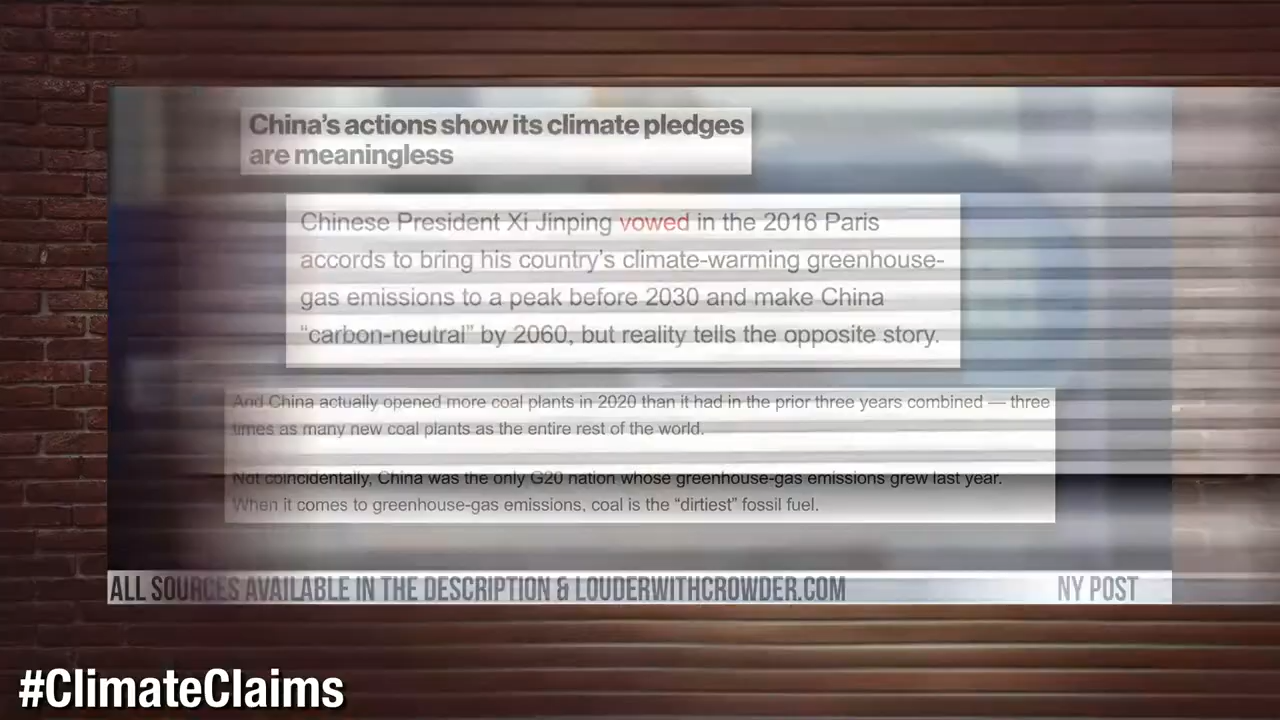 China's actions show its climate pledges
are meaningless
Chinese President Xi Jinping vowed in the 2016 Paris
accords to bring his country's climate-warming greenhouse-
gas emissions to a peak before 2030 and make China
“carbon-neutral” by 2060, but reality tells the opposite story.
And China actually opened more coal plants in 2020 than it had in the prior three years combined — three
times as many new coal plants as the entire rest of the world.
Not coincidentally, China was the only G20 nation whose greenhouse-gas emissions grew last year.
When it comes to greenhouse-gas emissions, coal is the “dirtiest” fossil fuel.
ALL SOURCES AVAILABLE IN THE DESCRIPTION & LOUDERWITHCROWDER.COM
NY POST
#ClimateClaims